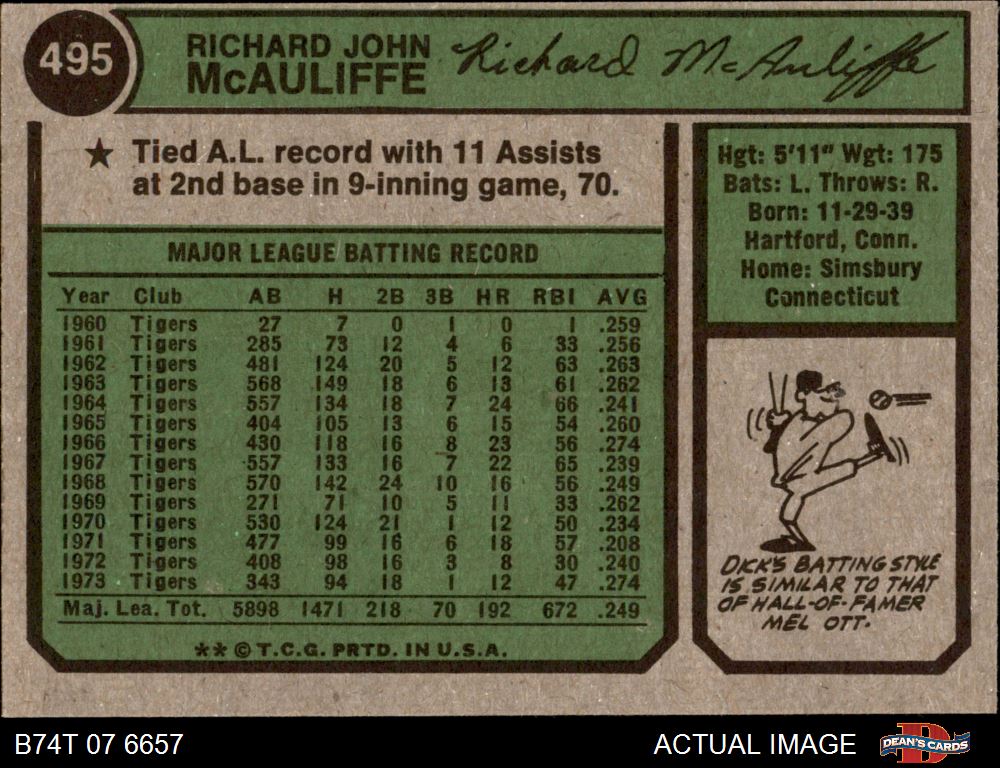 495
RICHARD JOHN
McAULIFFE
Richard McAuliffe
★ Tied A.L. record with 11 Assists
at 2nd base in 9-inning game, 70.
MAJOR LEAGUE BATTING RECORD
Year Club AB H 2B 3B HR RBI AVG
1960 Tigers 27 7 0 1 0 1 .259
1961 Tigers 285 73 12 4 6 33 .256
1962 Tigers 481 124 20 5 12 63 .263
1963 Tigers 568 149 18 6 13 61 .262
1964 Tigers 557 134 18 7 24 66 .241
1965 Tigers 404 105 13 6 15 54 .260
1966 Tigers 430 118 16 8 23 56 .274
1967 Tigers 557 133 16 7 22 65 .239
1968 Tigers 570 142 24 10 16 56 .249
1969 Tigers 271 71 10 5 11 33 .262
1970 Tigers 530 124 21 1 12 50 .234
1971 Tigers 477 99 16 6 18 57 .208
1972 Tigers 408 98 16 3 8 30 .240
1973 Tigers 343 94 18 1 12 47 .274
Maj. Lea. Tot. 5898 1471 218 70 192 672 .249
** © T.C.G. PRTD. IN U.S.A.
Hgt: 5'11" Wgt: 175
Bats: L. Throws: R.
Born: 11-29-39
Hartford, Conn.
Home: Simsbury
Connecticut
DICK'S BATTING STYLE
IS SIMILAR TO THAT
OF HALL-OF-FAMER
MEL OTT.
B74T 07 6657
ACTUAL IMAGE
DEAN'S CARDS